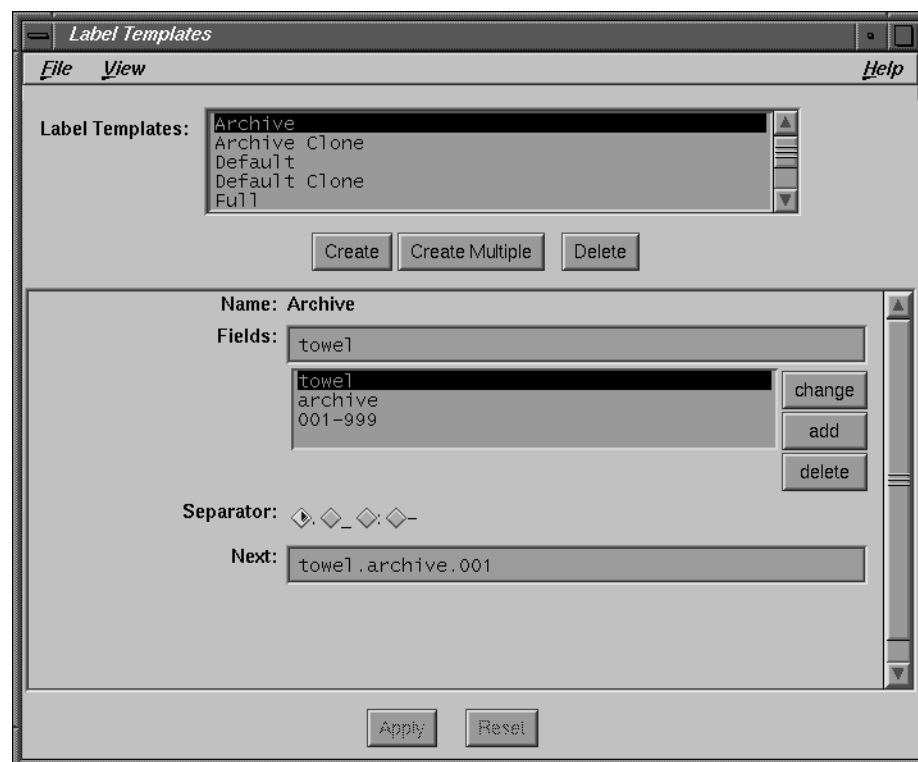 Label Templates
File View Help
Label Templates:
Archive
Archive Clone
Default
Default Clone
Full
Create Create Multiple Delete
Name: Archive
Fields: towel
towel
archive
001-999
change
add
delete
Separator: . _ : -
Next: towel.archive.001
Apply Reset